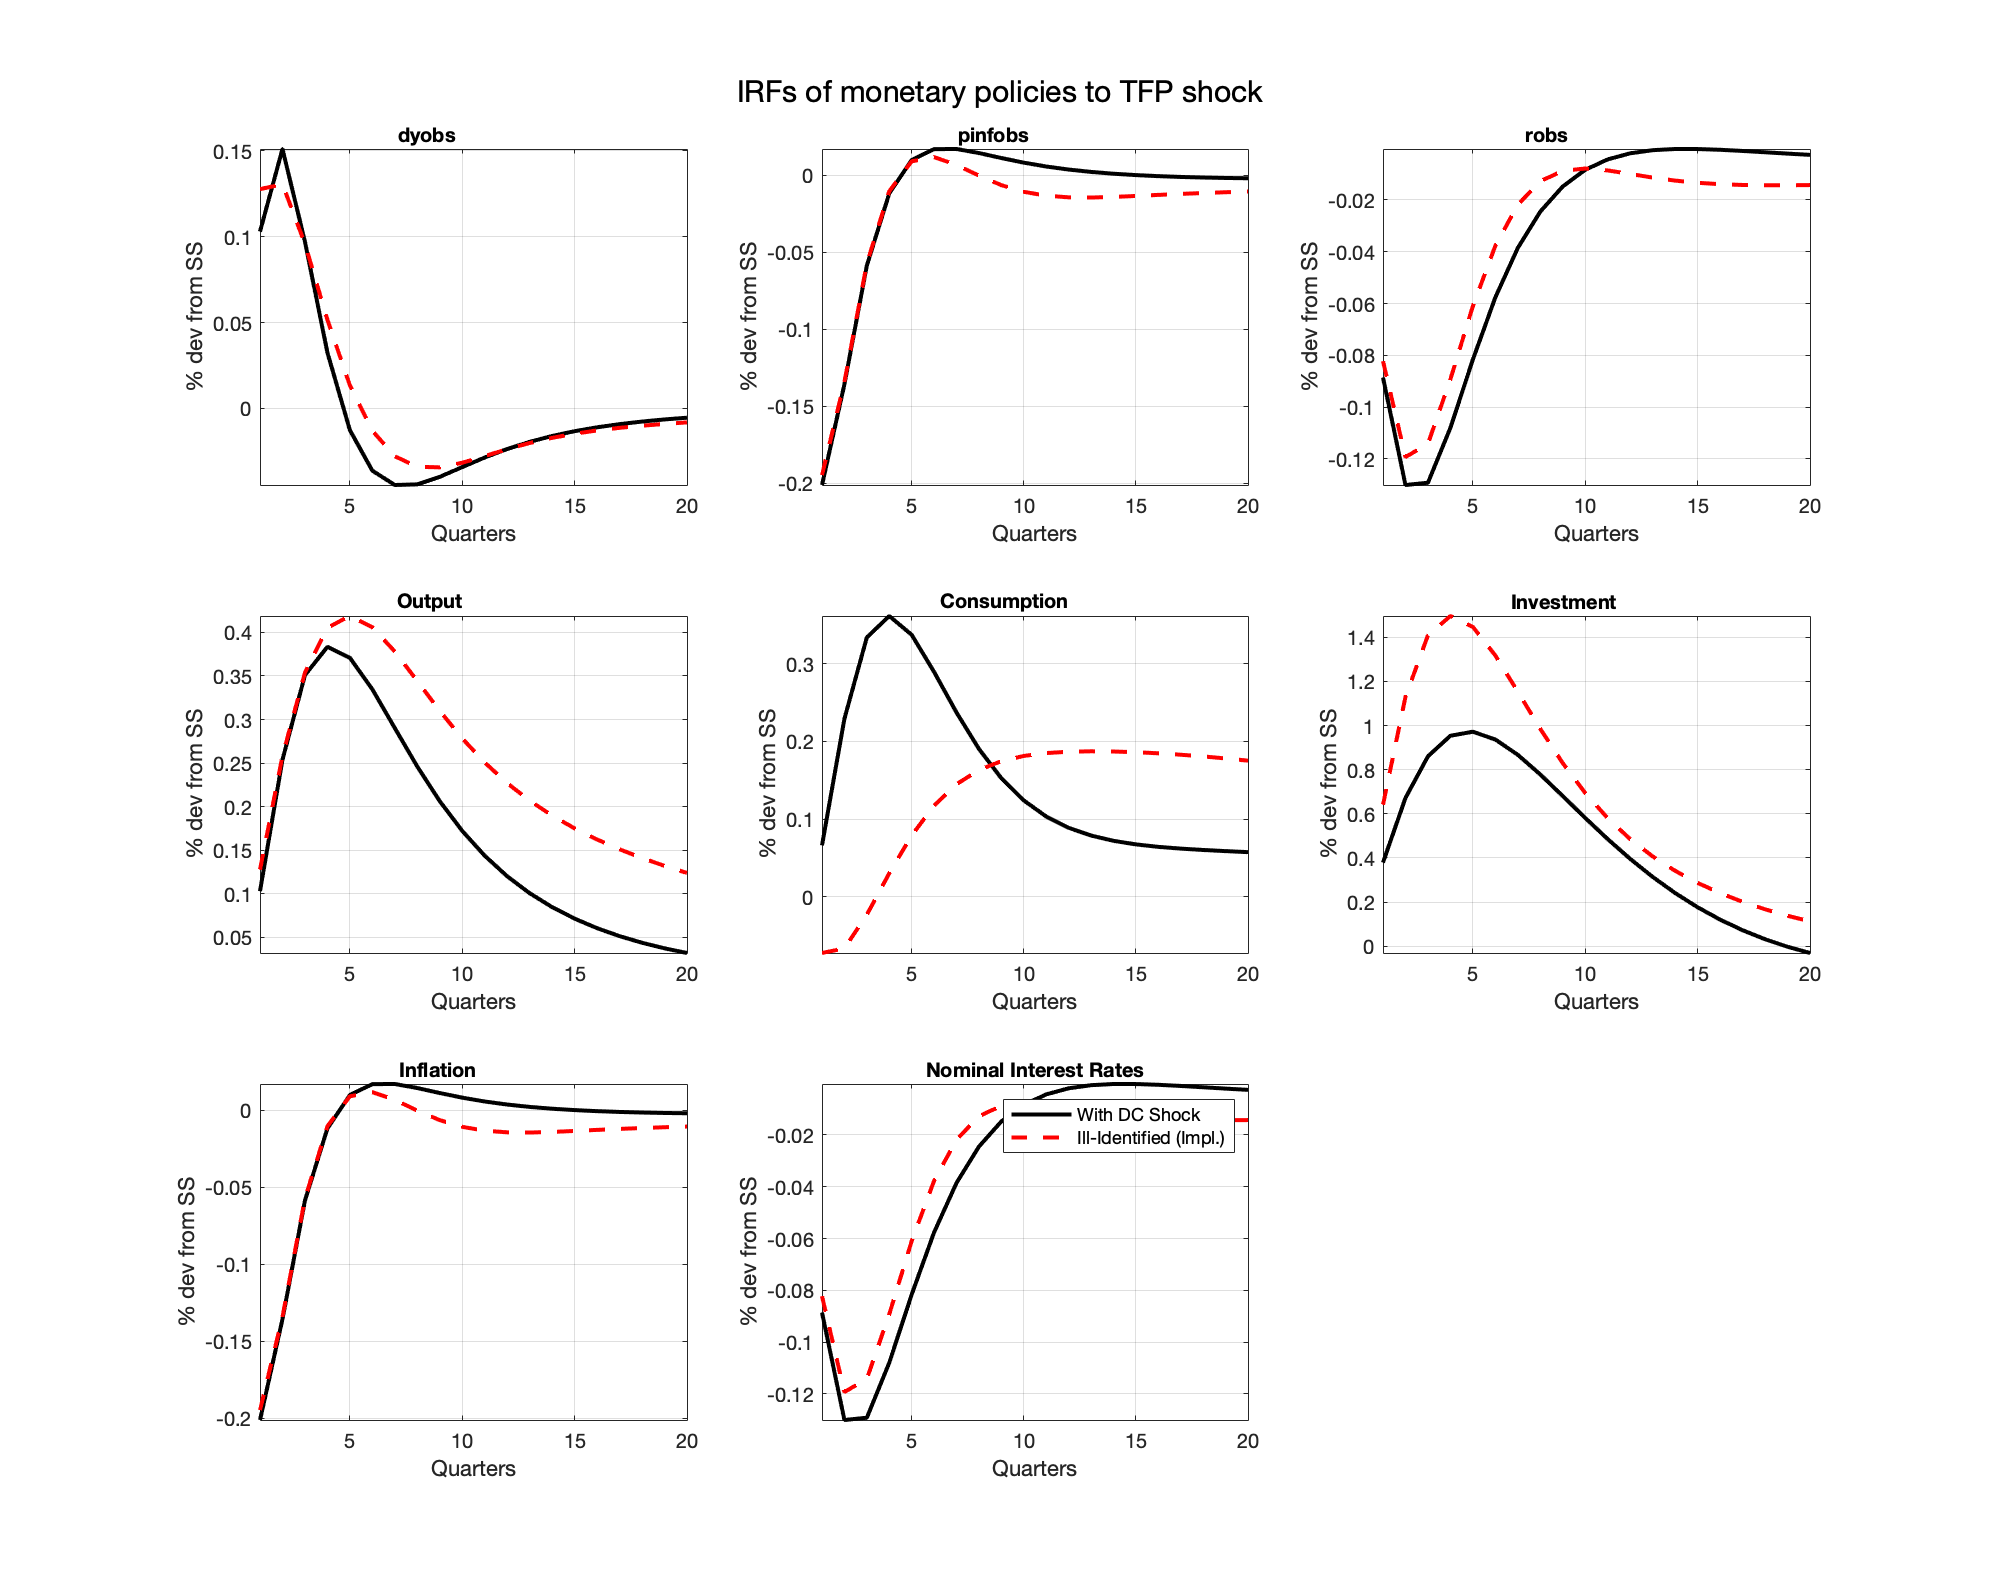 IRFs of monetary policies to TFP shock
dyobs
0.15
0.1
0.05
0
% dev from SS
5 10 15 20
Quarters
pinfobs
0
-0.05
-0.1
-0.15
-0.2
% dev from SS
5 10 15 20
Quarters
robs
-0.02
-0.04
-0.06
-0.08
-0.1
-0.12
% dev from SS
5 10 15 20
Quarters
Output
0.4
0.35
0.3
0.25
0.2
0.15
0.1
0.05
% dev from SS
5 10 15 20
Quarters
Consumption
0.3
0.2
0.1
0
% dev from SS
5 10 15 20
Quarters
Investment
1.4
1.2
1
0.8
0.6
0.4
0.2
0
% dev from SS
5 10 15 20
Quarters
Inflation
0
-0.05
-0.1
-0.15
-0.2
% dev from SS
5 10 15 20
Quarters
Nominal Interest Rates
With DC Shock
Ill-Identified (Impl.)
-0.02
-0.04
-0.06
-0.08
-0.1
-0.12
% dev from SS
5 10 15 20
Quarters